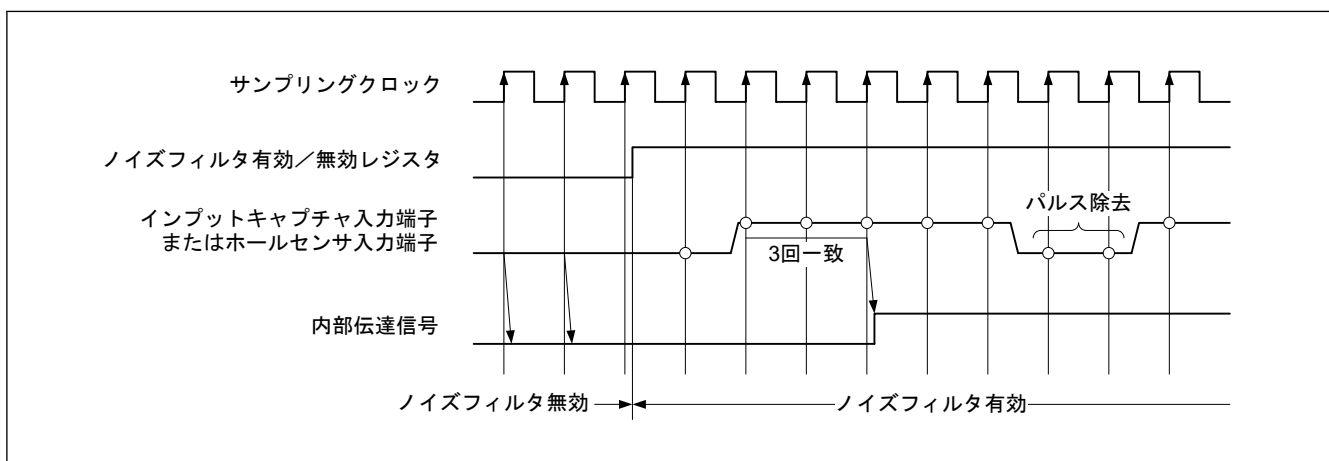 サンプリングクロック
ノイズフィルタ有効／無効レジスタ
インプットキャプチャ入力端子
またはホールセンサ入力端子
パルス除去
3回一致
内部伝達信号
ノイズフィルタ無効
ノイズフィルタ有効